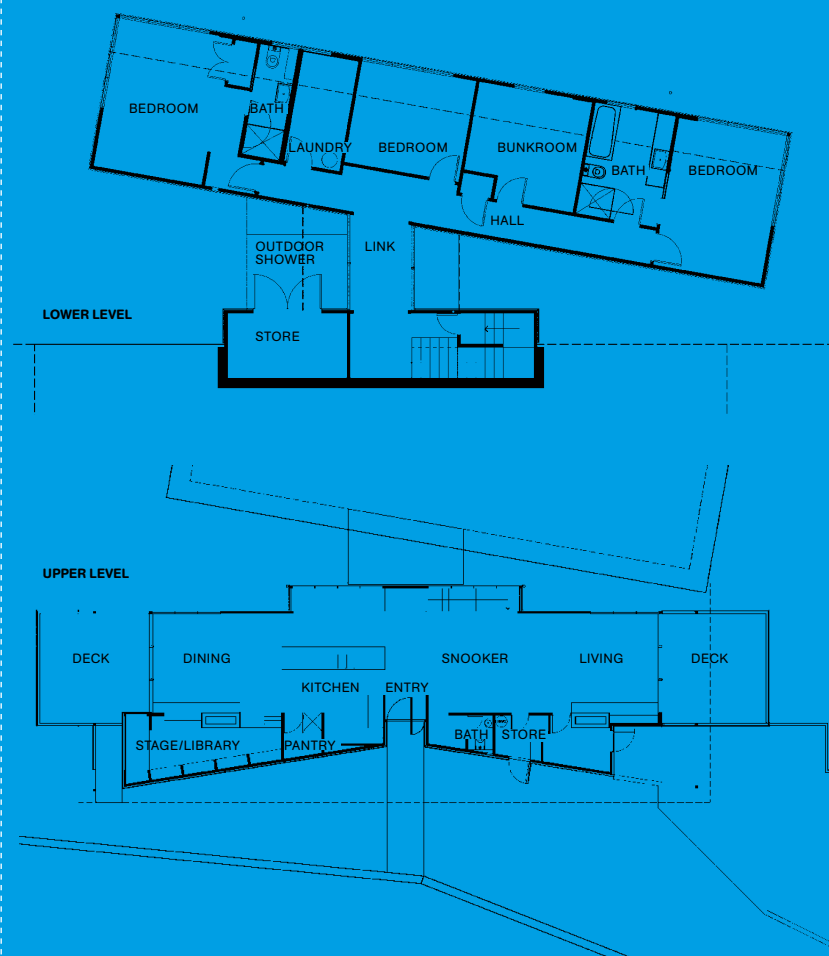 BEDROOM
BATH
LAUNDRY
BEDROOM
BUNKROOM
BATH
BEDROOM
HALL
OUTDOOR
SHOWER
LINK
LOWER LEVEL
STORE
UPPER LEVEL
DECK
DINING
SNOOKER
LIVING
DECK
KITCHEN
ENTRY
STAGE/LIBRARY
PANTRY
BATH
STORE